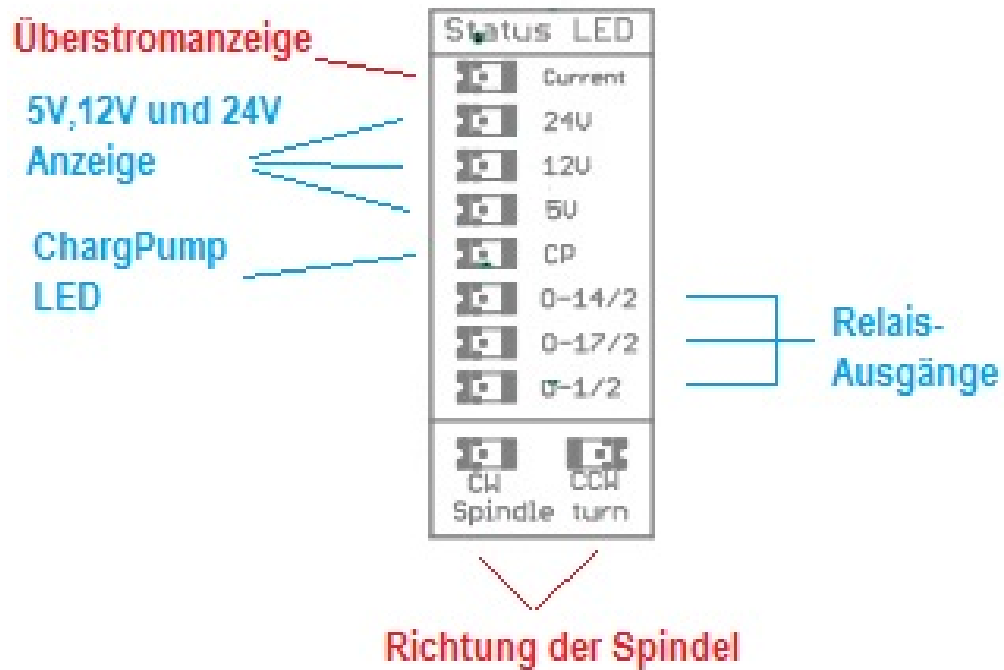 Überstromanzeige
5V,12V und 24V
Anzeige
ChargPump
LED
Status LED
Current
24V
12V
5V
CP
O-14/2
O-17/2
O-1/2
CW
CCW
Spindle turn
Relais-
Ausgänge
Richtung der Spindel